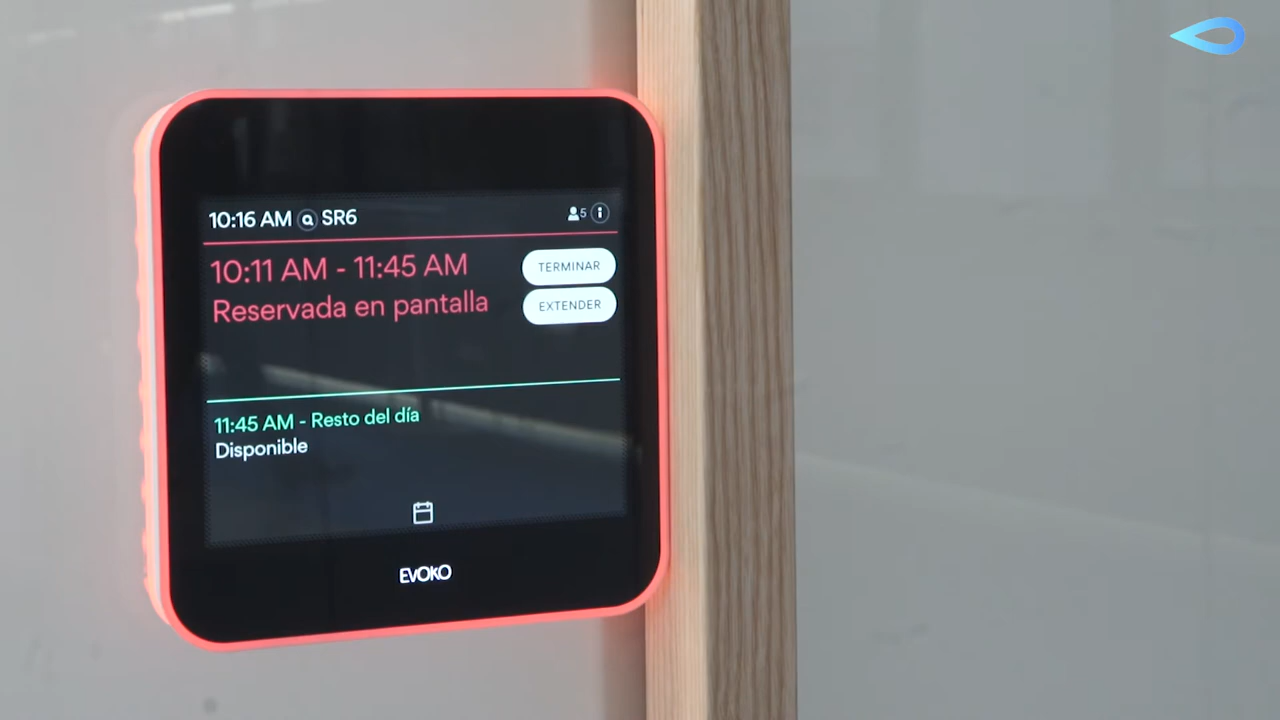 10:16 AM @ SR6
5 i
10:11 AM - 11:45 AM
TERMINAR
Reservada en pantalla
EXTENDER
11:45 AM - Resto del día
Disponible
EVOKO